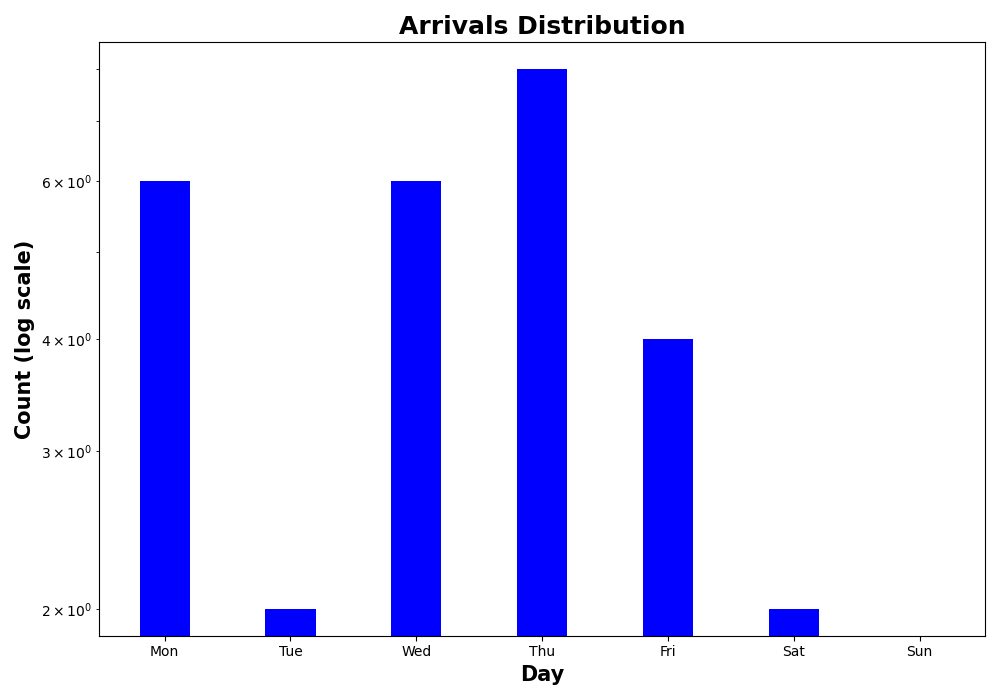 Arrivals Distribution
Count (log scale)
6 × 10⁰
4 × 10⁰
3 × 10⁰
2 × 10⁰
Mon Tue Wed Thu Fri Sat Sun
Day